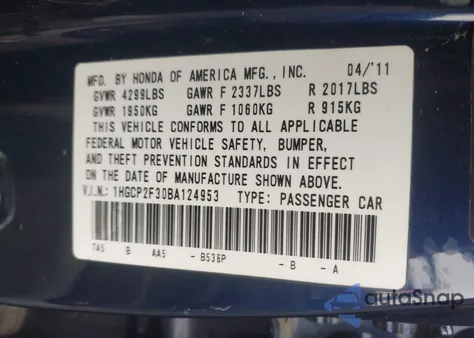 MFD. BY HONDA OF AMERICA MFG., INC. 04/'11
GVWR 4299LBS GAWR F 2337LBS R 2017LBS
GVWR 1950KG GAWR F 1060KG R 915KG
THIS VEHICLE CONFORMS TO ALL APPLICABLE
FEDERAL MOTOR VEHICLE SAFETY, BUMPER,
AND THEFT PREVENTION STANDARDS IN EFFECT
ON THE DATE OF MANUFACTURE SHOWN ABOVE.
V.I.N.: 1HGCP2F30BA124953 TYPE: PASSENGER CAR
TA5 B AA5 - B536P - B - A
autoSnap